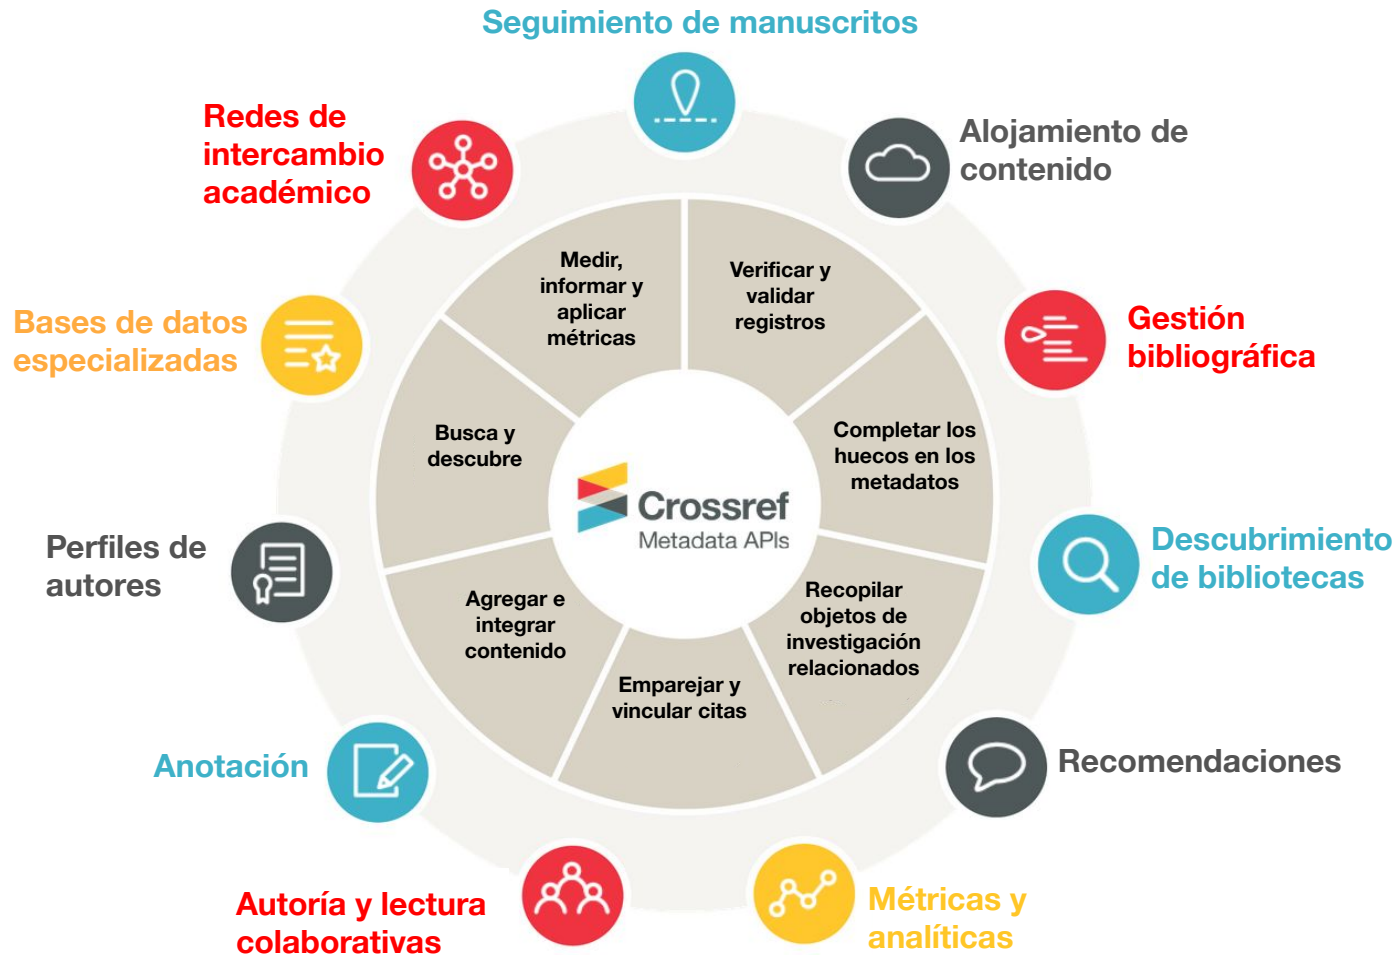 Seguimiento de manuscritos
Redes de
intercambio
académico
Alojamiento de
contenido
Medir,
informar y
aplicar
métricas
Verificar y
validar
registros
Bases de datos
especializadas
Gestión
bibliográfica
Busca y
descubre
Completar los
huecos en los
metadatos
Crossref
Metadata APIs
Perfiles de
autores
Descubrimiento
de bibliotecas
Agregar e
integrar
contenido
Recopilar
objetos de
investigación
relacionados
Emparejar y
vincular citas
Anotación
Recomendaciones
Autoría y lectura
colaborativas
Métricas y
analíticas